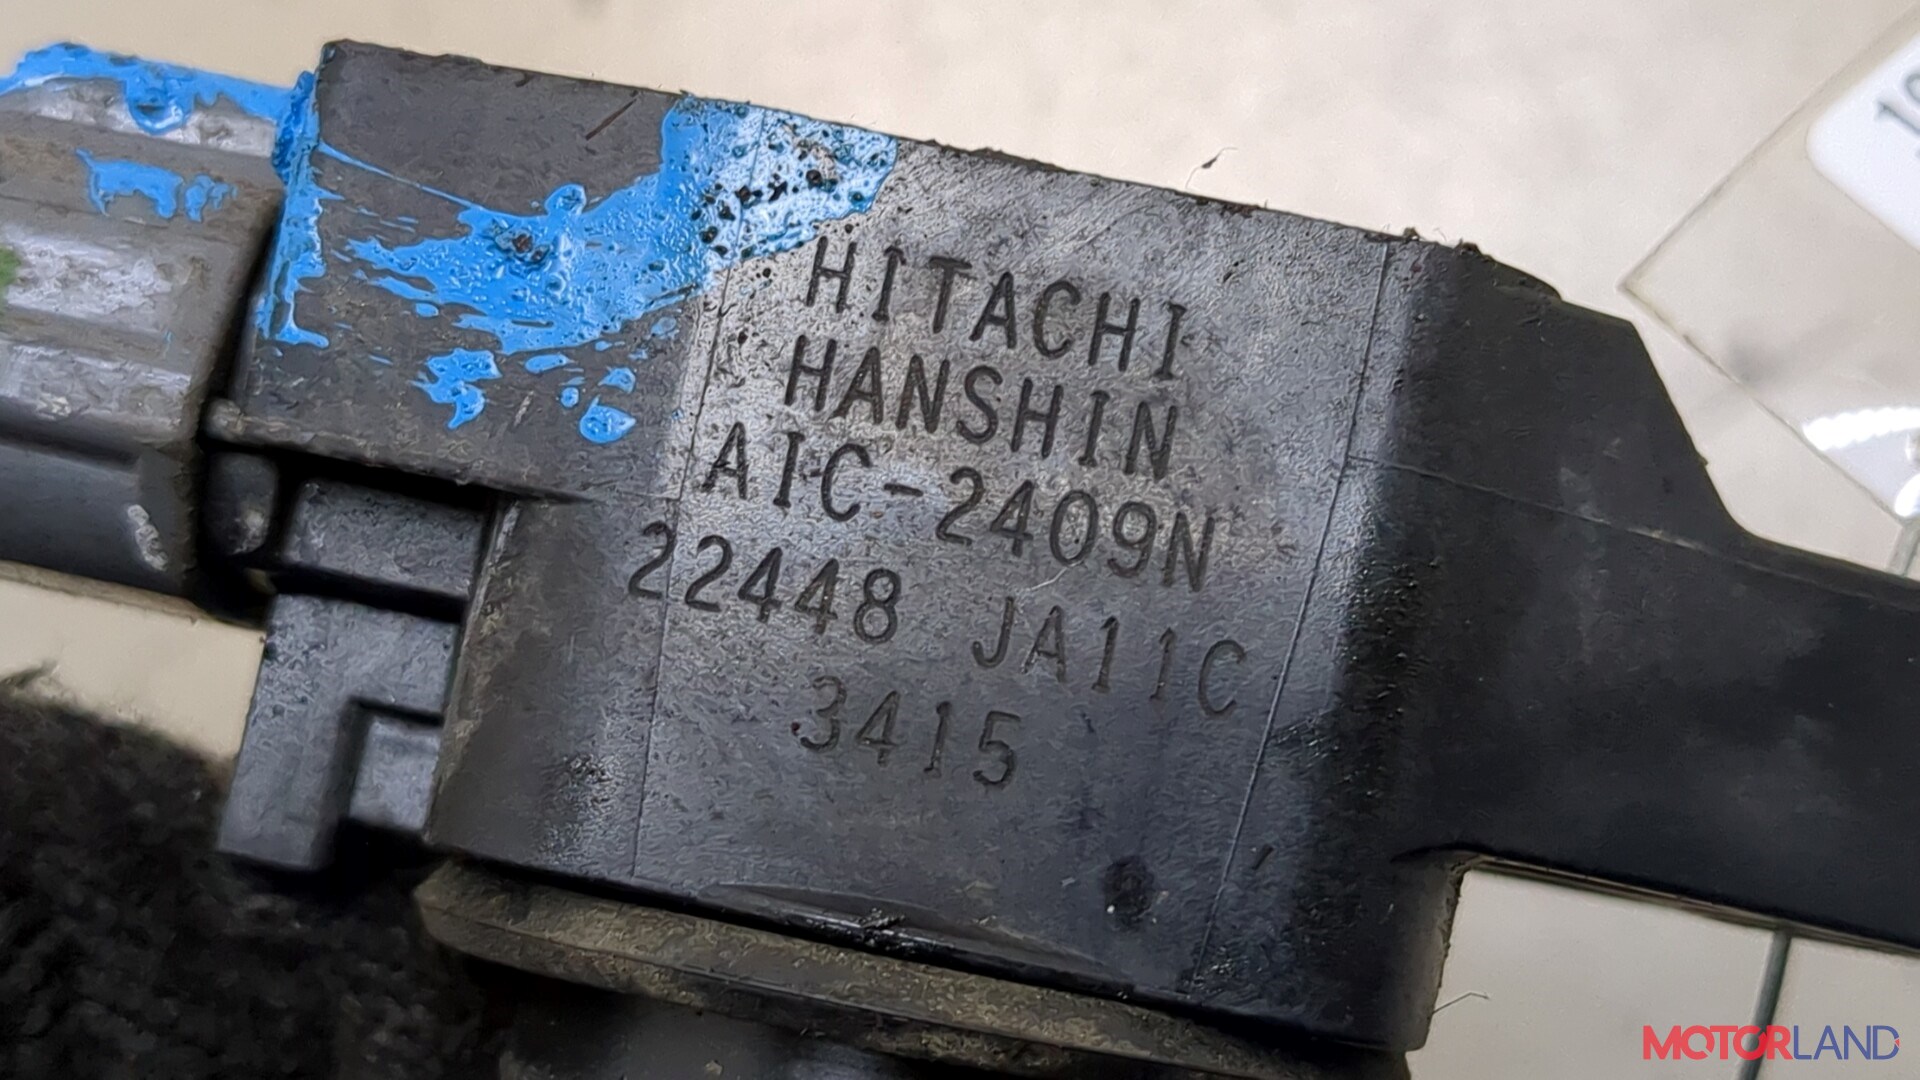 HITACHI
HANSHIN
AIC-2409N
22448 JA11C
3415
MOTORLAND